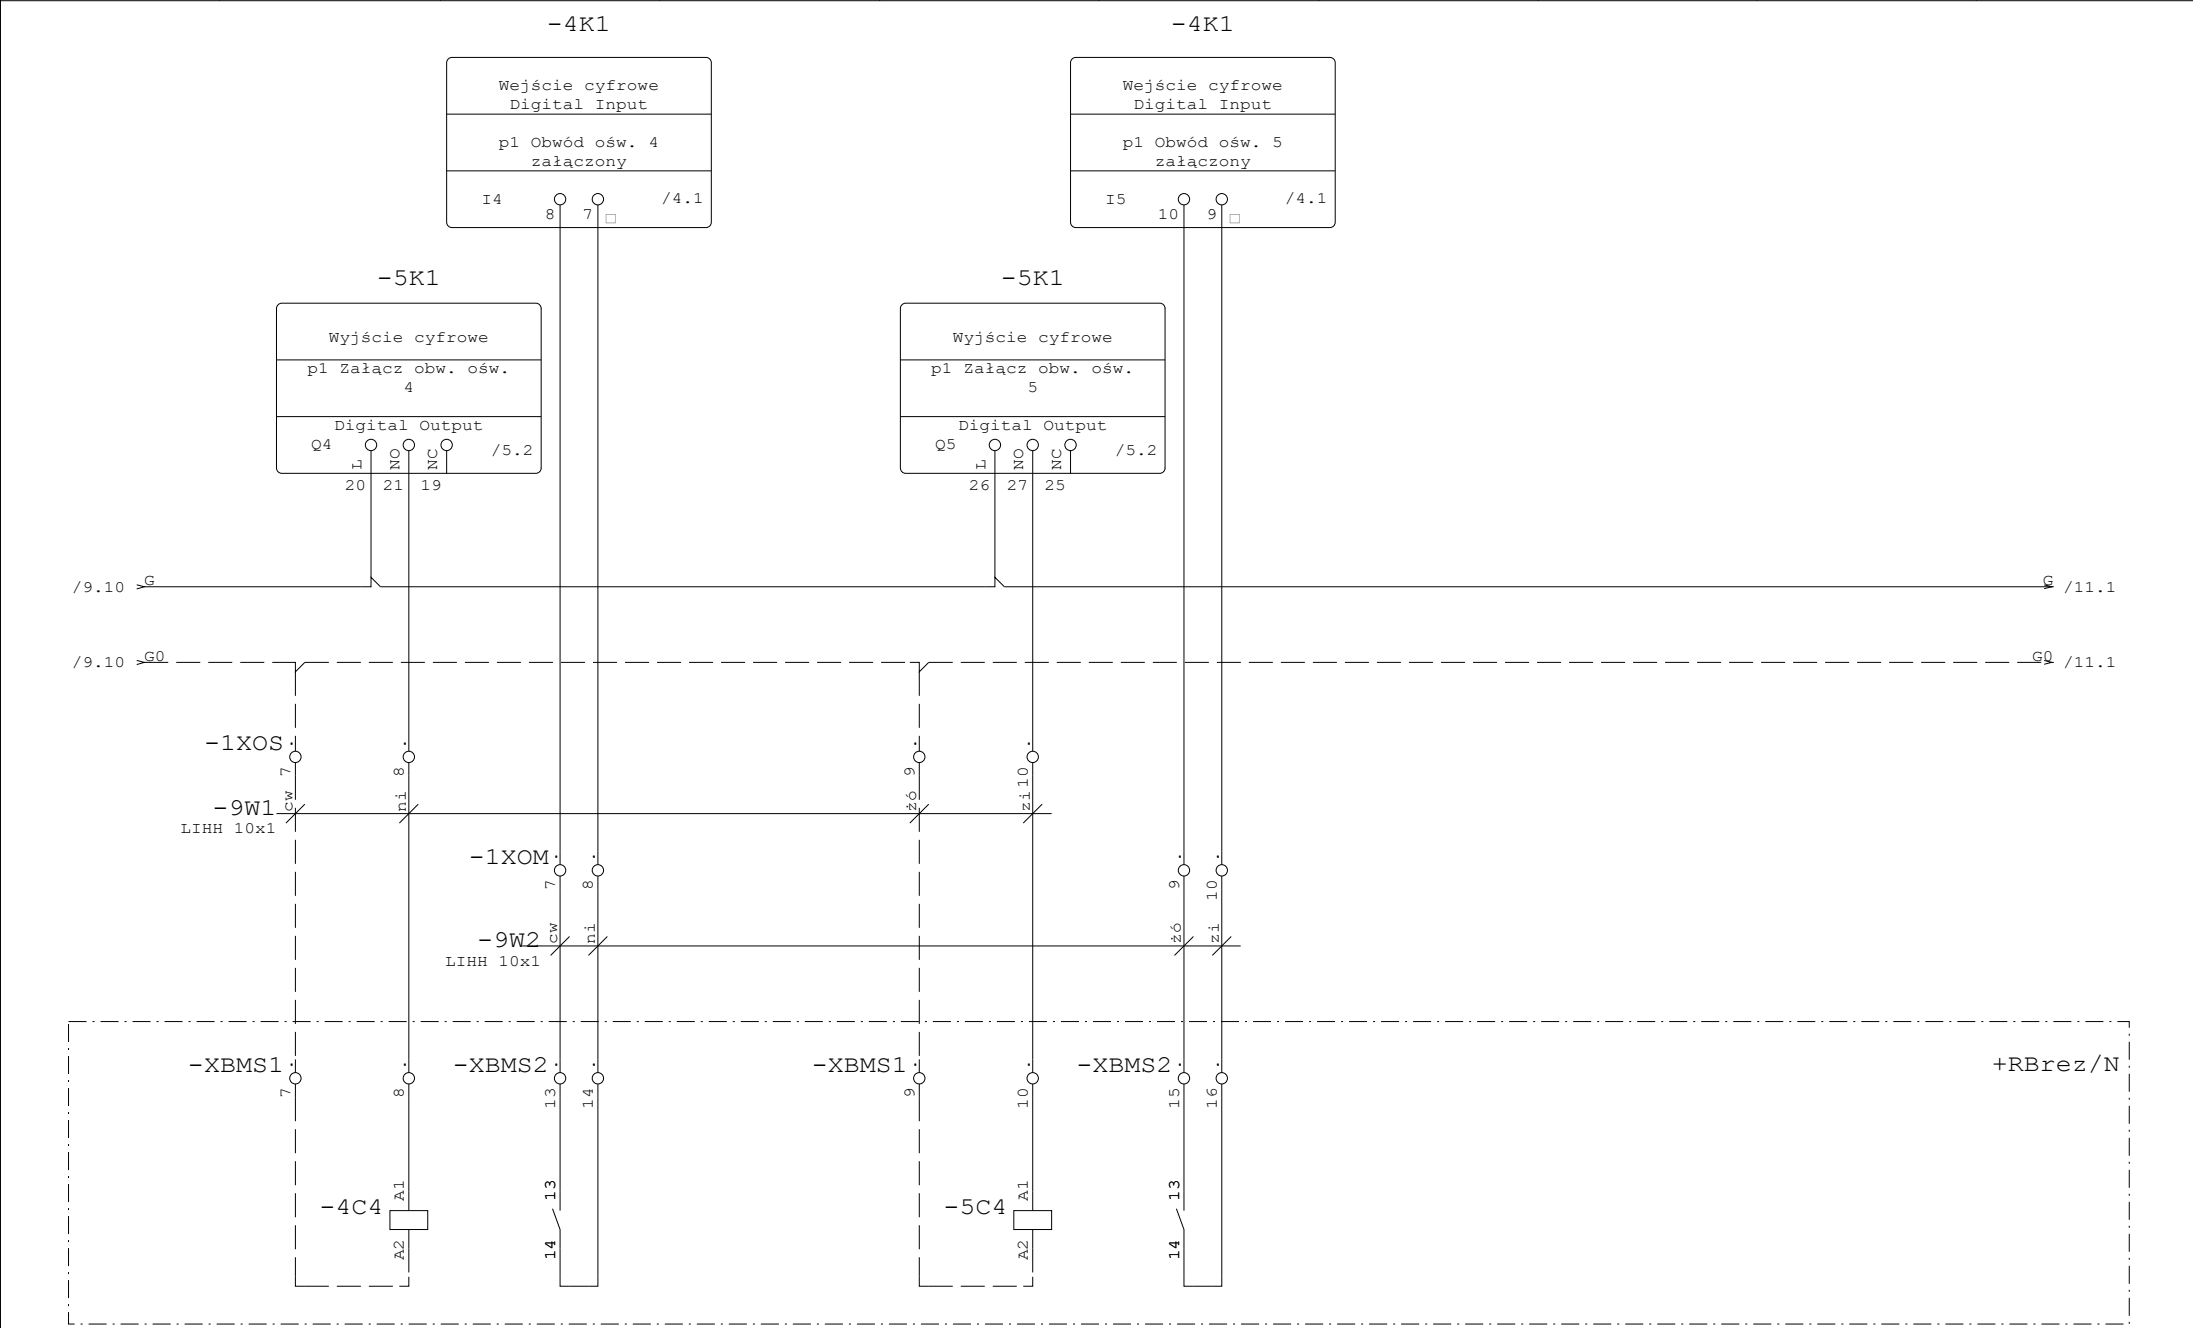 -4K1
-4K1
Wejście cyfrowe
Digital Input
Wejście cyfrowe
Digital Input
p1 Obwód ośw. 4
załączony
p1 Obwód ośw. 5
załączony
I4
8
7
/4.1
I5
10
9
/4.1
-5K1
-5K1
Wyjście cyfrowe
Wyjście cyfrowe
p1 Załącz obw. ośw.
4
p1 Załącz obw. ośw.
5
Digital Output
Digital Output
Q4
L
NO
NC
/5.2
Q5
L
NO
NC
/5.2
20
21
19
26
27
25
/9.10
G
G
/11.1
/9.10
G0
G0
/11.1
-1XOS
7
8
9
10
-9W1
cw
ni
żó
zi
LIHH 10x1
-1XOM
7
8
9
10
-9W2
cw
ni
żó
zi
LIHH 10x1
-XBMS1
-XBMS2
-XBMS1
-XBMS2
+RBrez/N
7
8
13
14
9
10
15
16
-4C4
A1
A2
13
14
-5C4
A1
A2
13
14